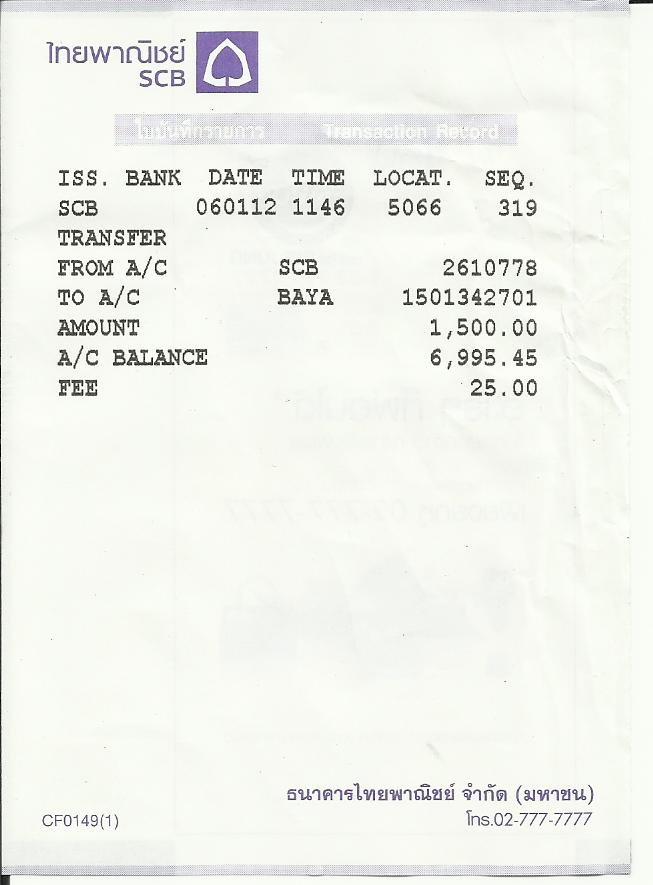 ไทยพาณิชย์
SCB
ใบบันทึกรายการ Transaction Record
ISS. BANK DATE TIME LOCAT. SEQ.
SCB 060112 1146 5066 319
TRANSFER
FROM A/C SCB 2610778
TO A/C BAYA 1501342701
AMOUNT 1,500.00
A/C BALANCE 6,995.45
FEE 25.00
ธนาคารไทยพาณิชย์ จำกัด (มหาชน)
CF0149(1) โทร.02-777-7777